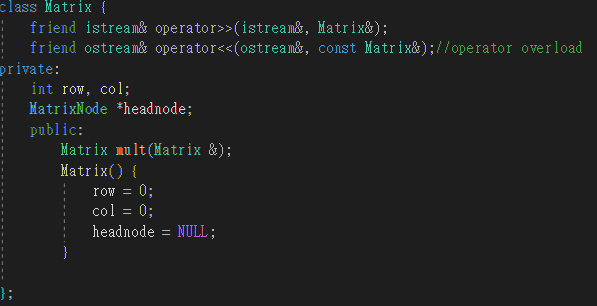 class Matrix {
    friend istream& operator>>(istream&, Matrix&);
    friend ostream& operator<<(ostream&, const Matrix&);//operator overload
private:
    int row, col;
    MatrixNode *headnode;
    public:
        Matrix mult(Matrix &);
        Matrix() {
            row = 0;
            col = 0;
            headnode = NULL;
        }
};